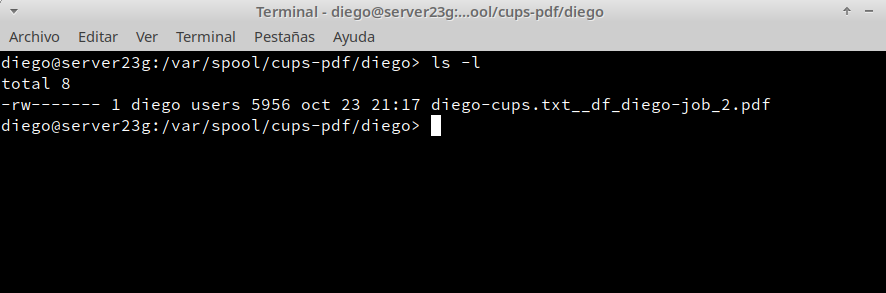 Terminal - diego@server23g:...ool/cups-pdf/diego
Archivo Editar Ver Terminal Pestañas Ayuda
diego@server23g:/var/spool/cups-pdf/diego> ls -l
total 8
-rw------- 1 diego users 5956 oct 23 21:17 diego-cups.txt__df_diego-job_2.pdf
diego@server23g:/var/spool/cups-pdf/diego>